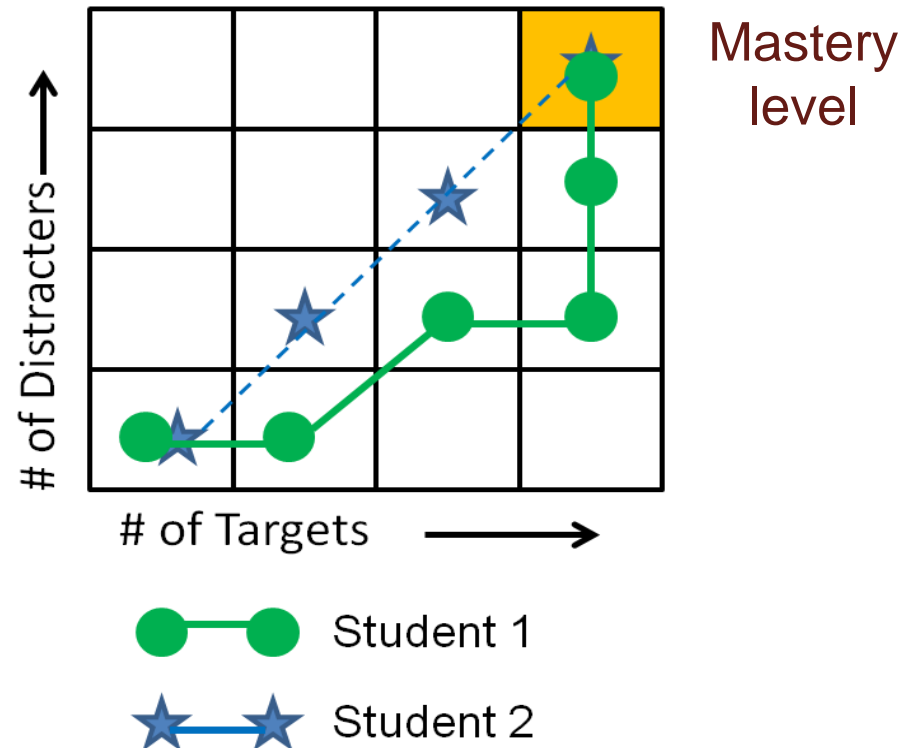 Mastery
level
# of Distracters
# of Targets
Student 1
Student 2